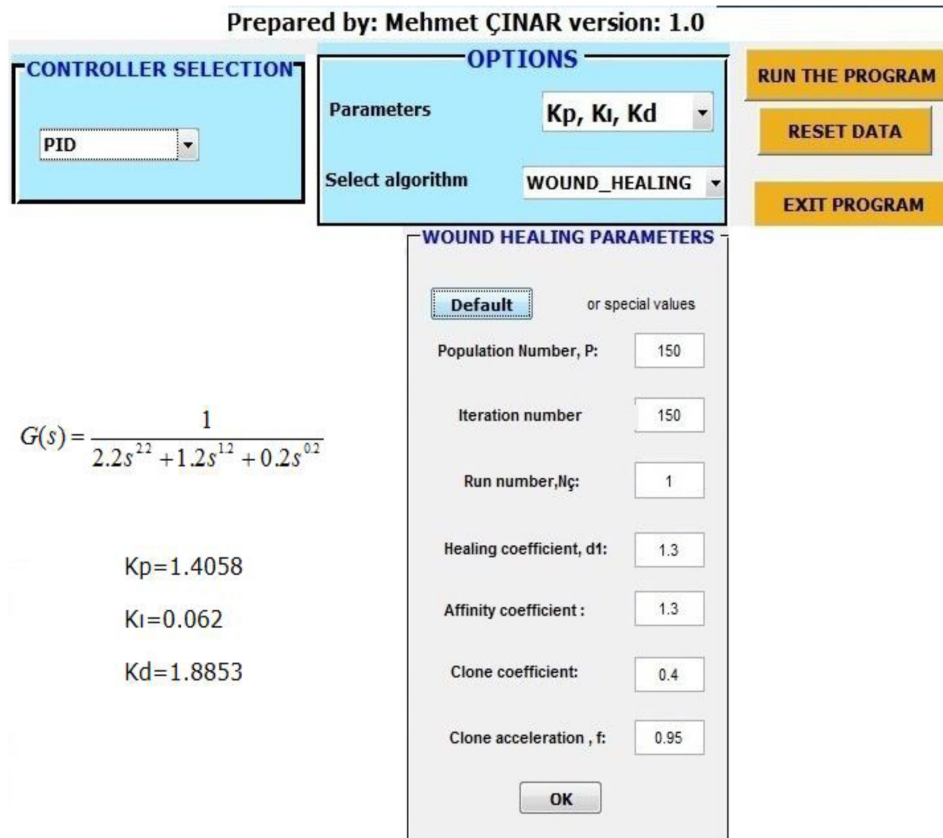 Prepared by: Mehmet ÇINAR version: 1.0
CONTROLLER SELECTION
PID
OPTIONS
Parameters
Kp, Kı, Kd
Select algorithm
WOUND_HEALING
RUN THE PROGRAM
RESET DATA
EXIT PROGRAM
WOUND HEALING PARAMETERS
Default or special values
Population Number, P: 150
Iteration number 150
Run number,Nç: 1
Healing coefficient, d1: 1.3
Affinity coefficient : 1.3
Clone coefficient: 0.4
Clone acceleration , f: 0.95
OK
G(s) = 1 / (2.2s^2.2 + 1.2s^1.2 + 0.2s^0.2)
Kp=1.4058
Kı=0.062
Kd=1.8853